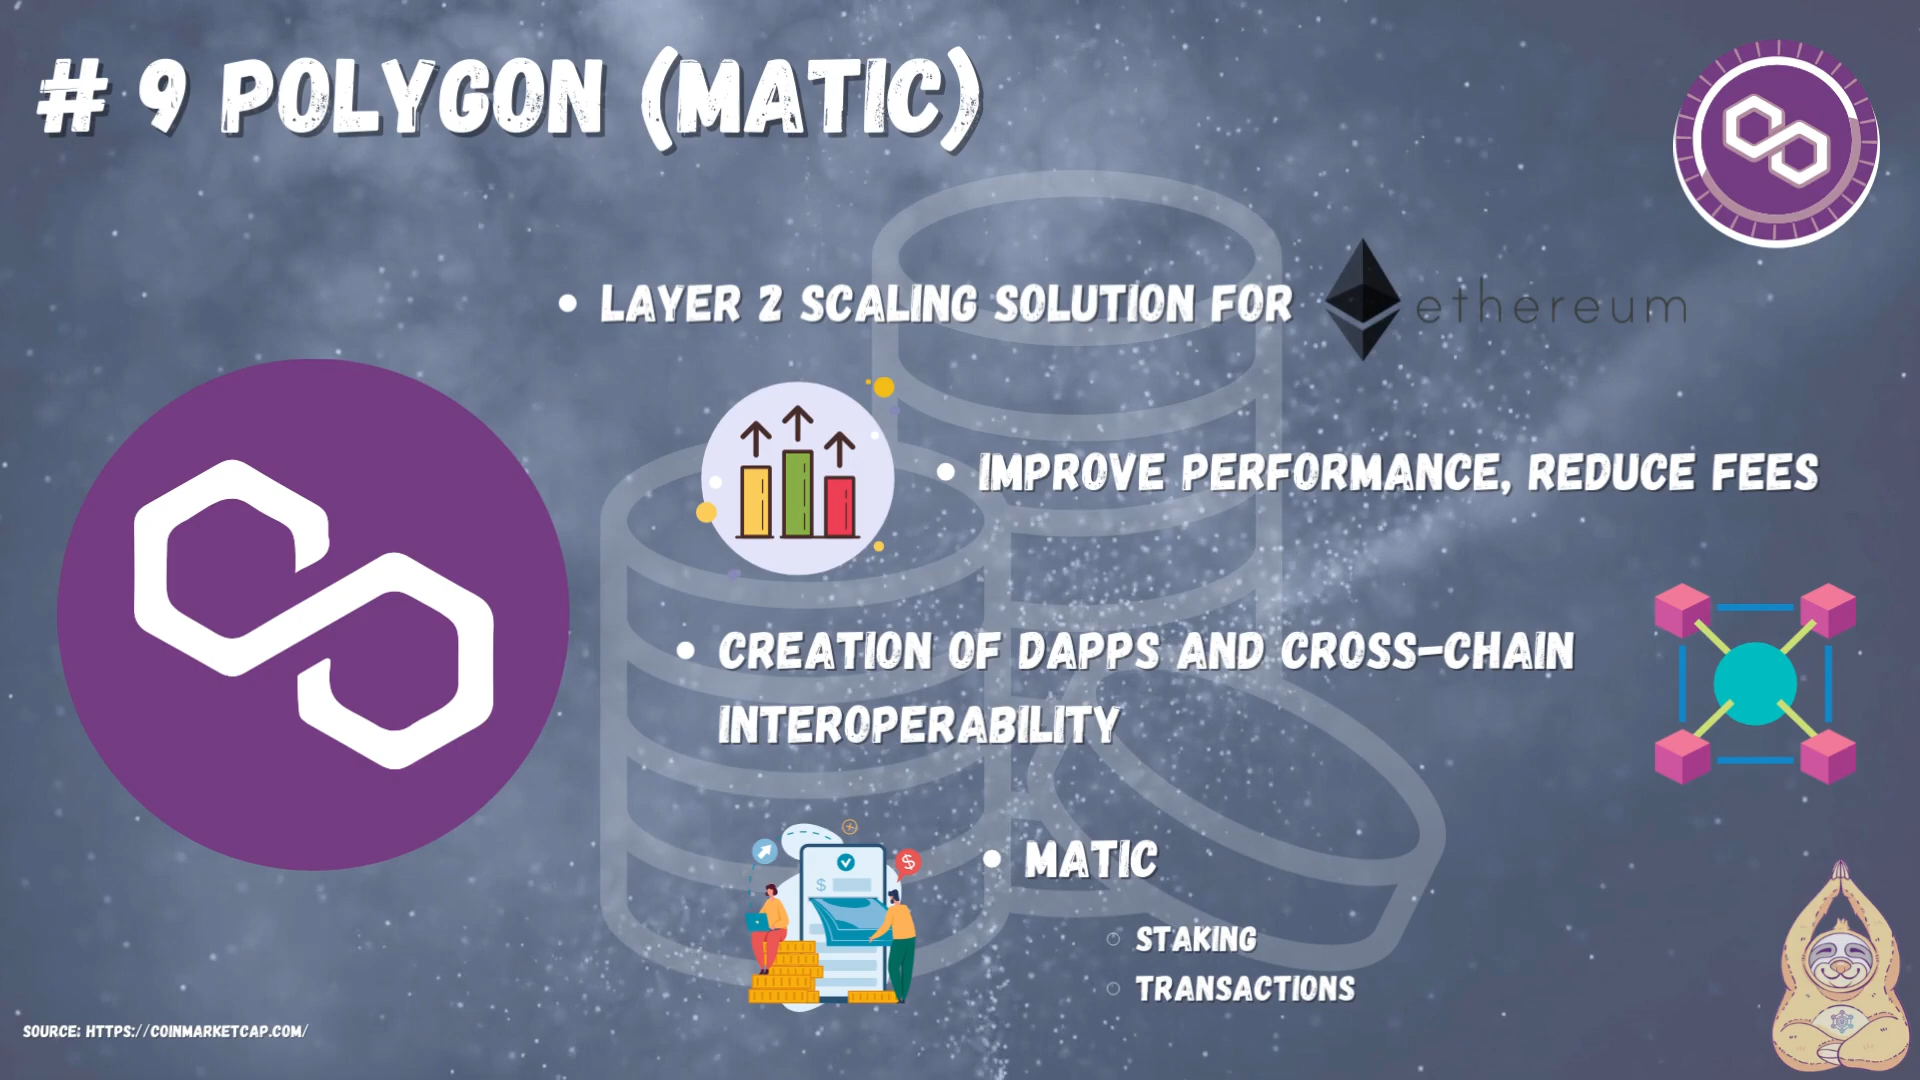 # 9 POLYGON (MATIC)
• LAYER 2 SCALING SOLUTION FOR ethereum
• IMPROVE PERFORMANCE, REDUCE FEES
• CREATION OF DAPPS AND CROSS-CHAIN
INTEROPERABILITY
• MATIC
○ STAKING
○ TRANSACTIONS
$
$
SOURCE: HTTPS://COINMARKETCAP.COM/